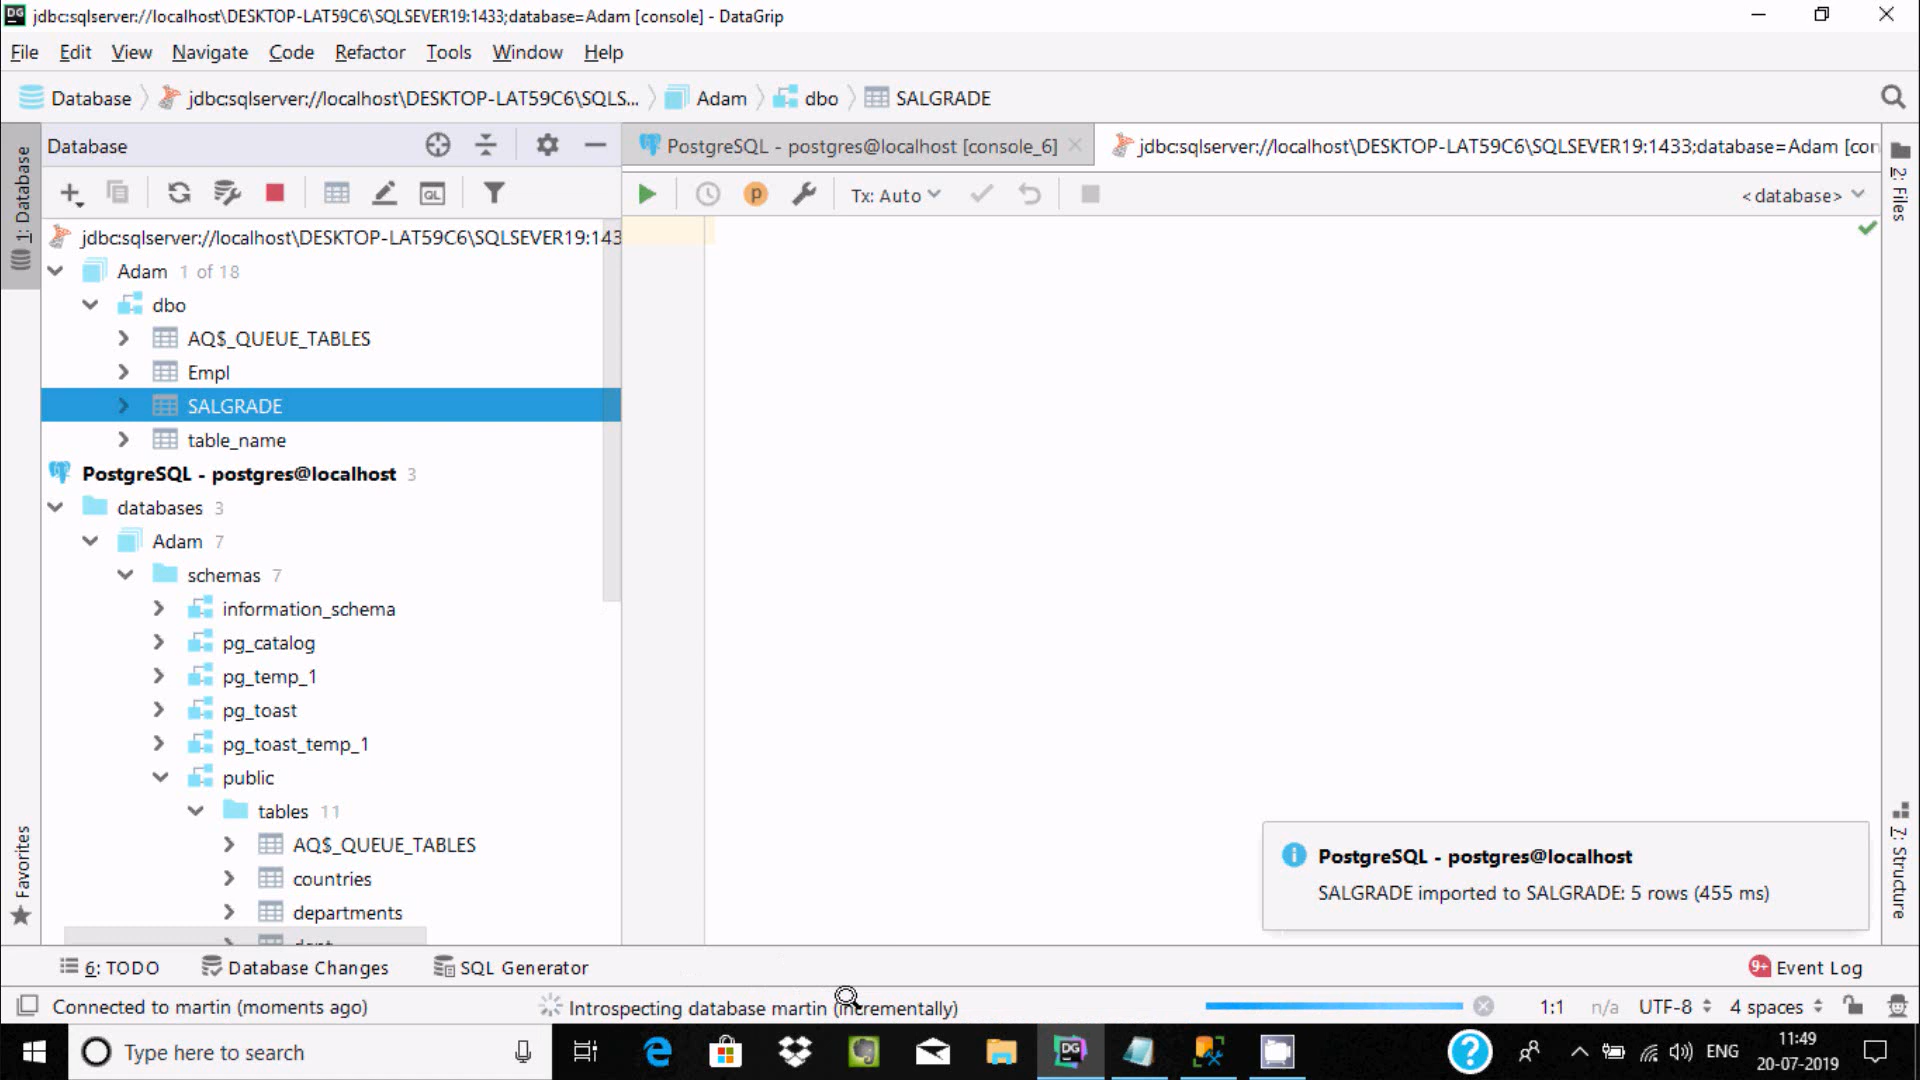 DG jdbc:sqlserver://localhost\DESKTOP-LAT59C6\SQLSEVER19:1433;database=Adam [console] - DataGrip
File Edit View Navigate Code Refactor Tools Window Help
Database jdbc:sqlserver://localhost\DESKTOP-LAT59C6\SQLS... Adam dbo SALGRADE
Database
PostgreSQL - postgres@localhost [console_6]
jdbc:sqlserver://localhost\DESKTOP-LAT59C6\SQLSEVER19:1433;database=Adam [con
1: Database
2: Files
QL
p
Tx: Auto
<database>
jdbc:sqlserver://localhost\DESKTOP-LAT59C6\SQLSEVER19:143
Adam 1 of 18
dbo
AQ$_QUEUE_TABLES
Empl
SALGRADE
table_name
PostgreSQL - postgres@localhost 3
databases 3
Adam 7
schemas 7
information_schema
pg_catalog
pg_temp_1
pg_toast
pg_toast_temp_1
public
tables 11
AQ$_QUEUE_TABLES
countries
departments
dept
Favorites
7: Structure
PostgreSQL - postgres@localhost
SALGRADE imported to SALGRADE: 5 rows (455 ms)
6: TODO Database Changes SQL Generator
9+ Event Log
Connected to martin (moments ago)
Introspecting database martin (incrementally)
1:1 n/a UTF-8 4 spaces
Type here to search
DG
ENG
11:49
20-07-2019